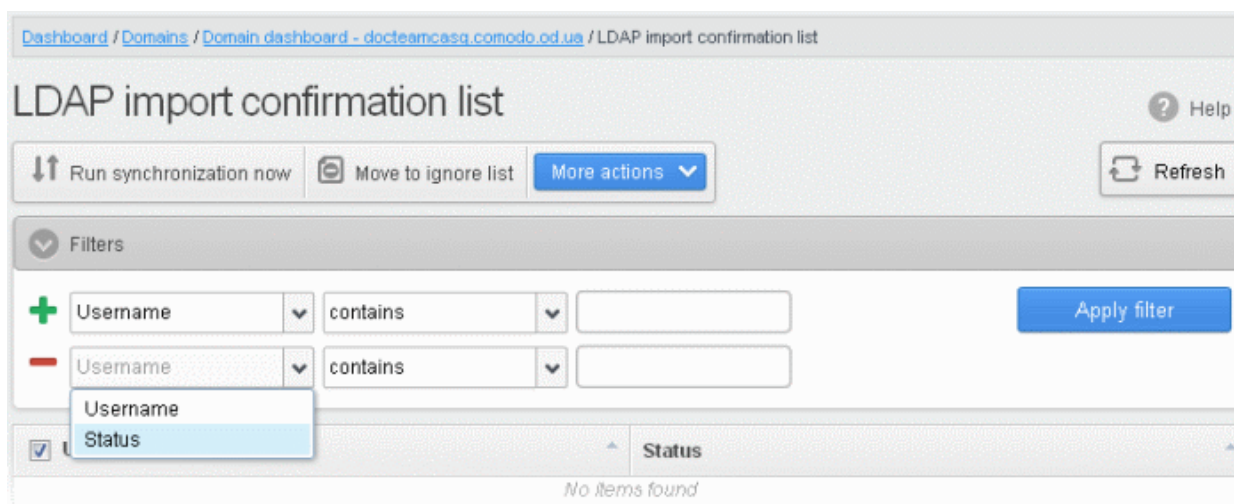 Dashboard / Domains / Domain dashboard - docteamcasg.comodo.od.ua / LDAP import confirmation list
LDAP import confirmation list
Help
Run synchronization now
Move to ignore list
More actions
Refresh
Filters
Username
contains
Apply filter
Username
contains
Username
Status
Status
No items found